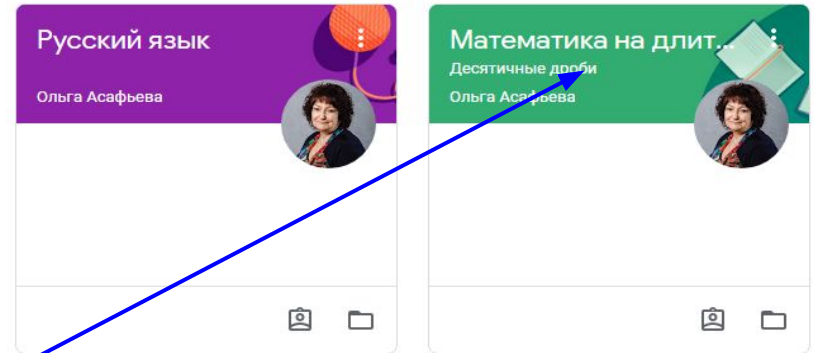 Русский язык
Ольга Асафьева
Математика на длит...
Десятичные дроби
Ольга Асафьева